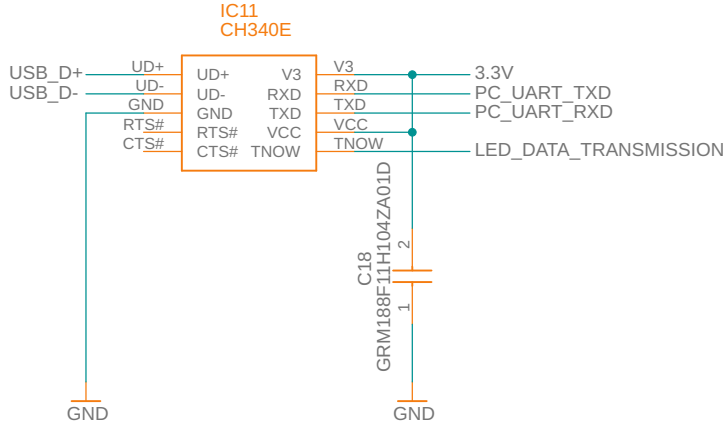 IC11
CH340E
USB_D+ UD+ UD+ V3 V3 3.3V
USB_D- UD- UD- RXD RXD PC_UART_TXD
GND GND TXD TXD PC_UART_RXD
RTS# RTS# VCC VCC
CTS# CTS# TNOW TNOW LED_DATA_TRANSMISSION
C18
GRM188F11H104ZA01D
2
1
GND GND